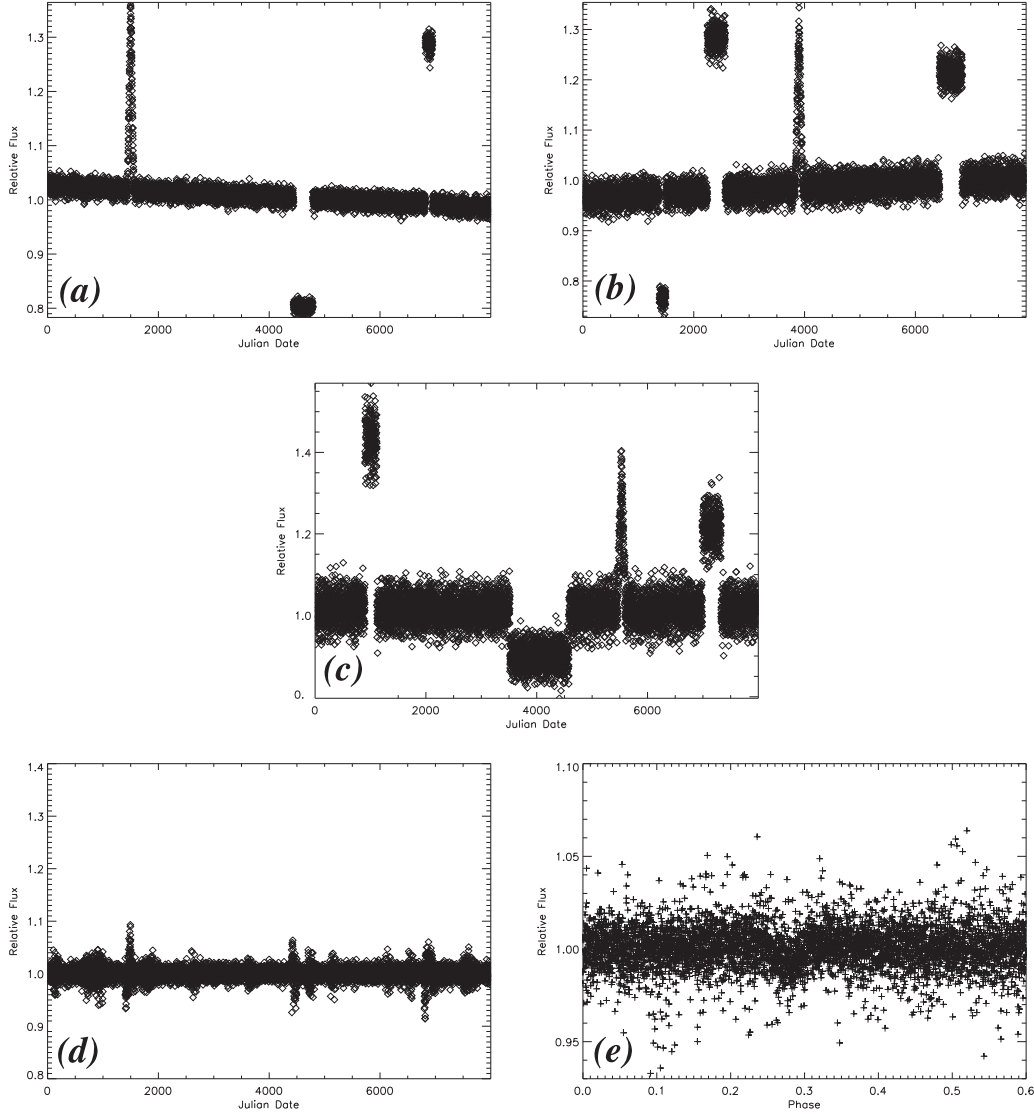 1.3
1.2
1.1
1.0
0.9
0.8
Relative Flux
(a)
0 2000 4000 6000
Julian Date
1.3
1.2
1.1
1.0
0.9
0.8
Relative Flux
(b)
0 2000 4000 6000
Julian Date
1.4
1.2
1.0
0.
Relative Flux
(c)
0 2000 4000 6000
Julian Date
1.4
1.3
1.2
1.1
1.0
0.9
0.8
Relative Flux
(d)
0 2000 4000 6000
Julian Date
1.10
1.05
1.00
0.95
Relative Flux
(e)
0.0 0.1 0.2 0.3 0.4 0.5 0.6
Phase